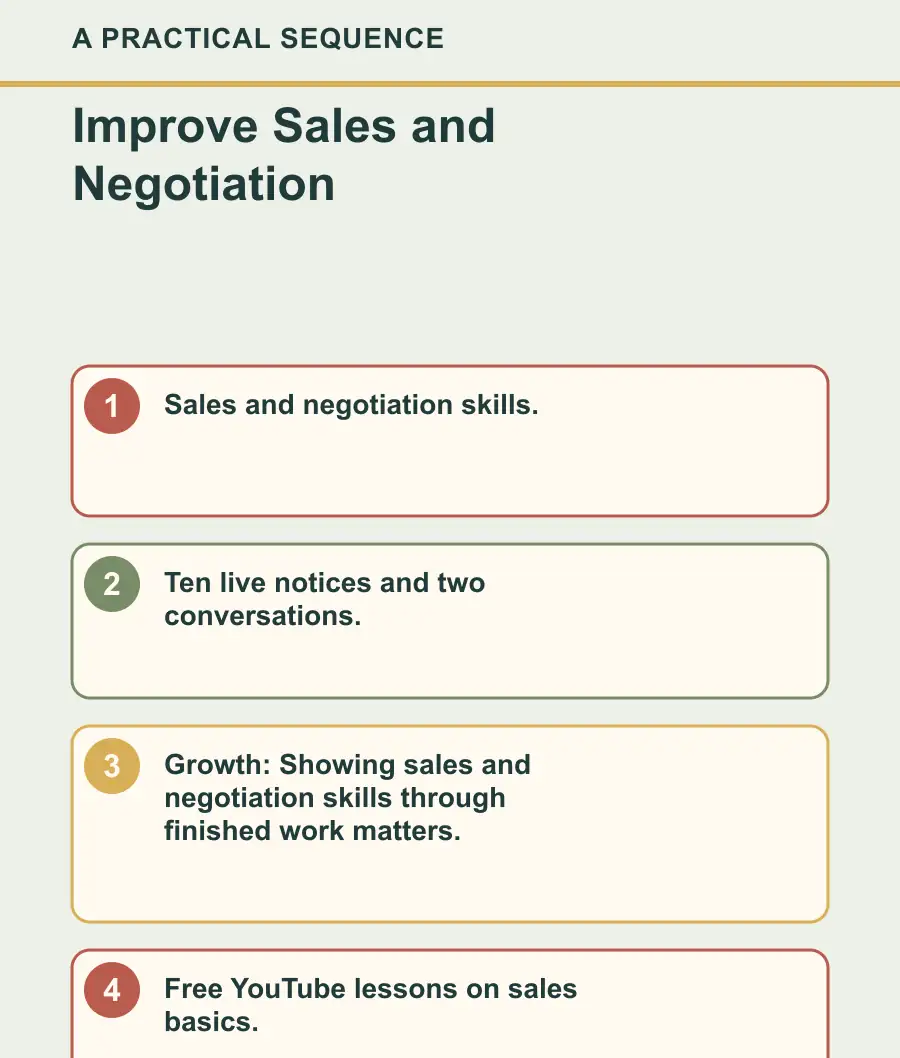 A PRACTICAL SEQUENCE
Improve Sales and
Negotiation
1
Sales and negotiation skills.
2
Ten live notices and two
conversations.
3
Growth: Showing sales and
negotiation skills through
finished work matters.
4
Free YouTube lessons on sales
basics.